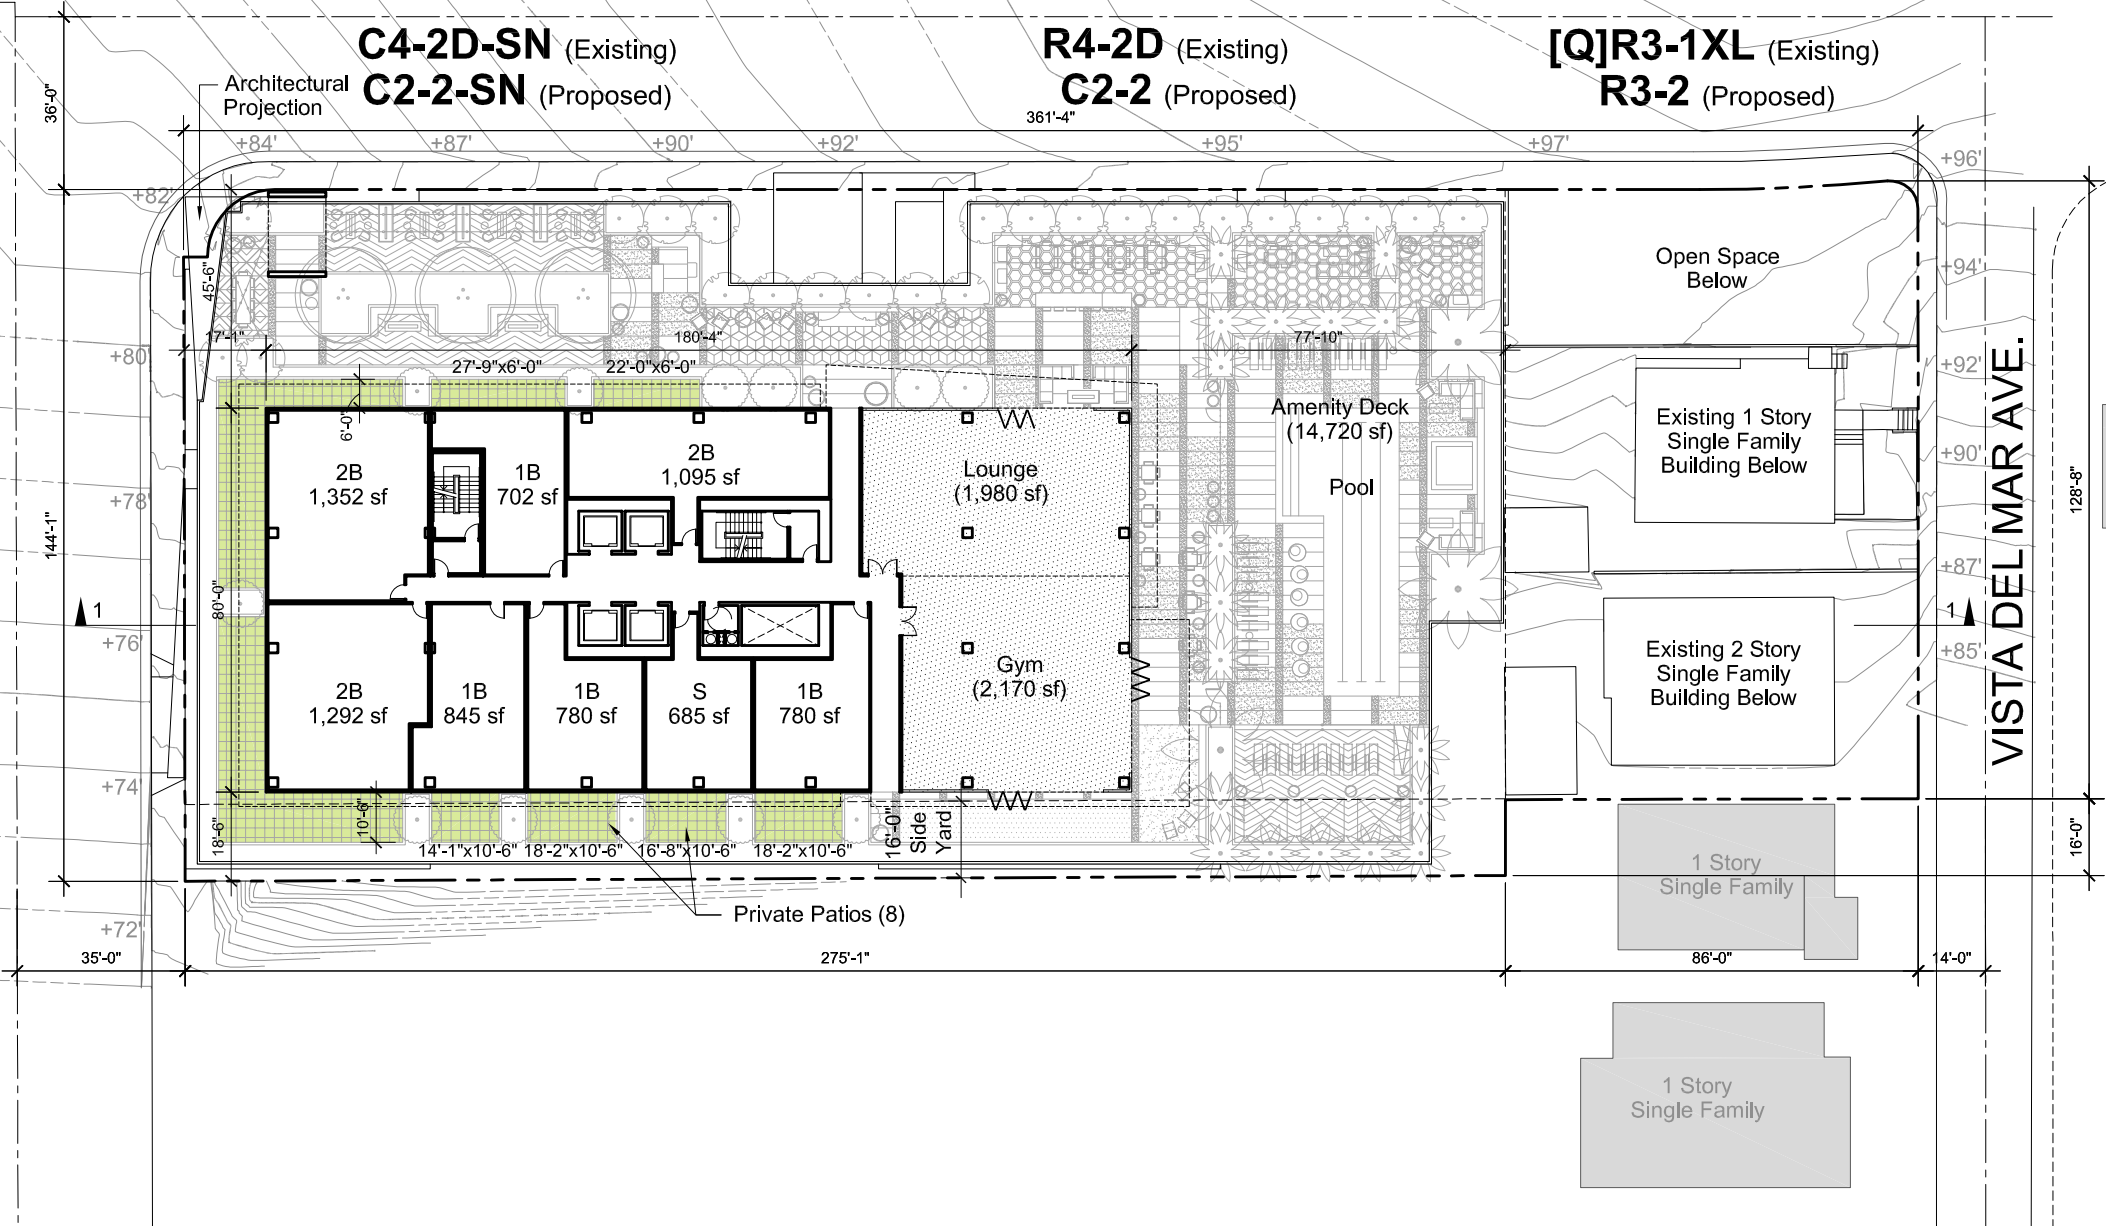 C4-2D-SN (Existing)
C2-2-SN (Proposed)
R4-2D (Existing)
C2-2 (Proposed)
[Q]R3-1XL (Existing)
R3-2 (Proposed)
Architectural
Projection
36'-0"
361'-4"
+84'
+87'
+90'
+92'
+95'
+97'
+96'
+82'
+80'
+78'
+76'
+74'
+72'
+94'
+92'
+90'
+87'
+85'
45'-6"
17'-1"
180'-4"
77'-10"
27'-9"x6'-0"
22'-0"x6'-0"
6'-0"
144'-1"
80'-0"
18'-6"
10'-6"
2B
1,352 sf
1B
702 sf
2B
1,095 sf
Lounge
(1,980 sf)
Amenity Deck
(14,720 sf)
Pool
Open Space
Below
Existing 1 Story
Single Family
Building Below
Existing 2 Story
Single Family
Building Below
VISTA DEL MAR AVE.
128'-8"
16'-0"
1
1
2B
1,292 sf
1B
845 sf
1B
780 sf
S
685 sf
1B
780 sf
Gym
(2,170 sf)
14'-1"x10'-6"
18'-2"x10'-6"
16'-8"x10'-6"
18'-2"x10'-6"
16'-0"
Side
Yard
Private Patios (8)
1 Story
Single Family
35'-0"
275'-1"
86'-0"
14'-0"
1 Story
Single Family